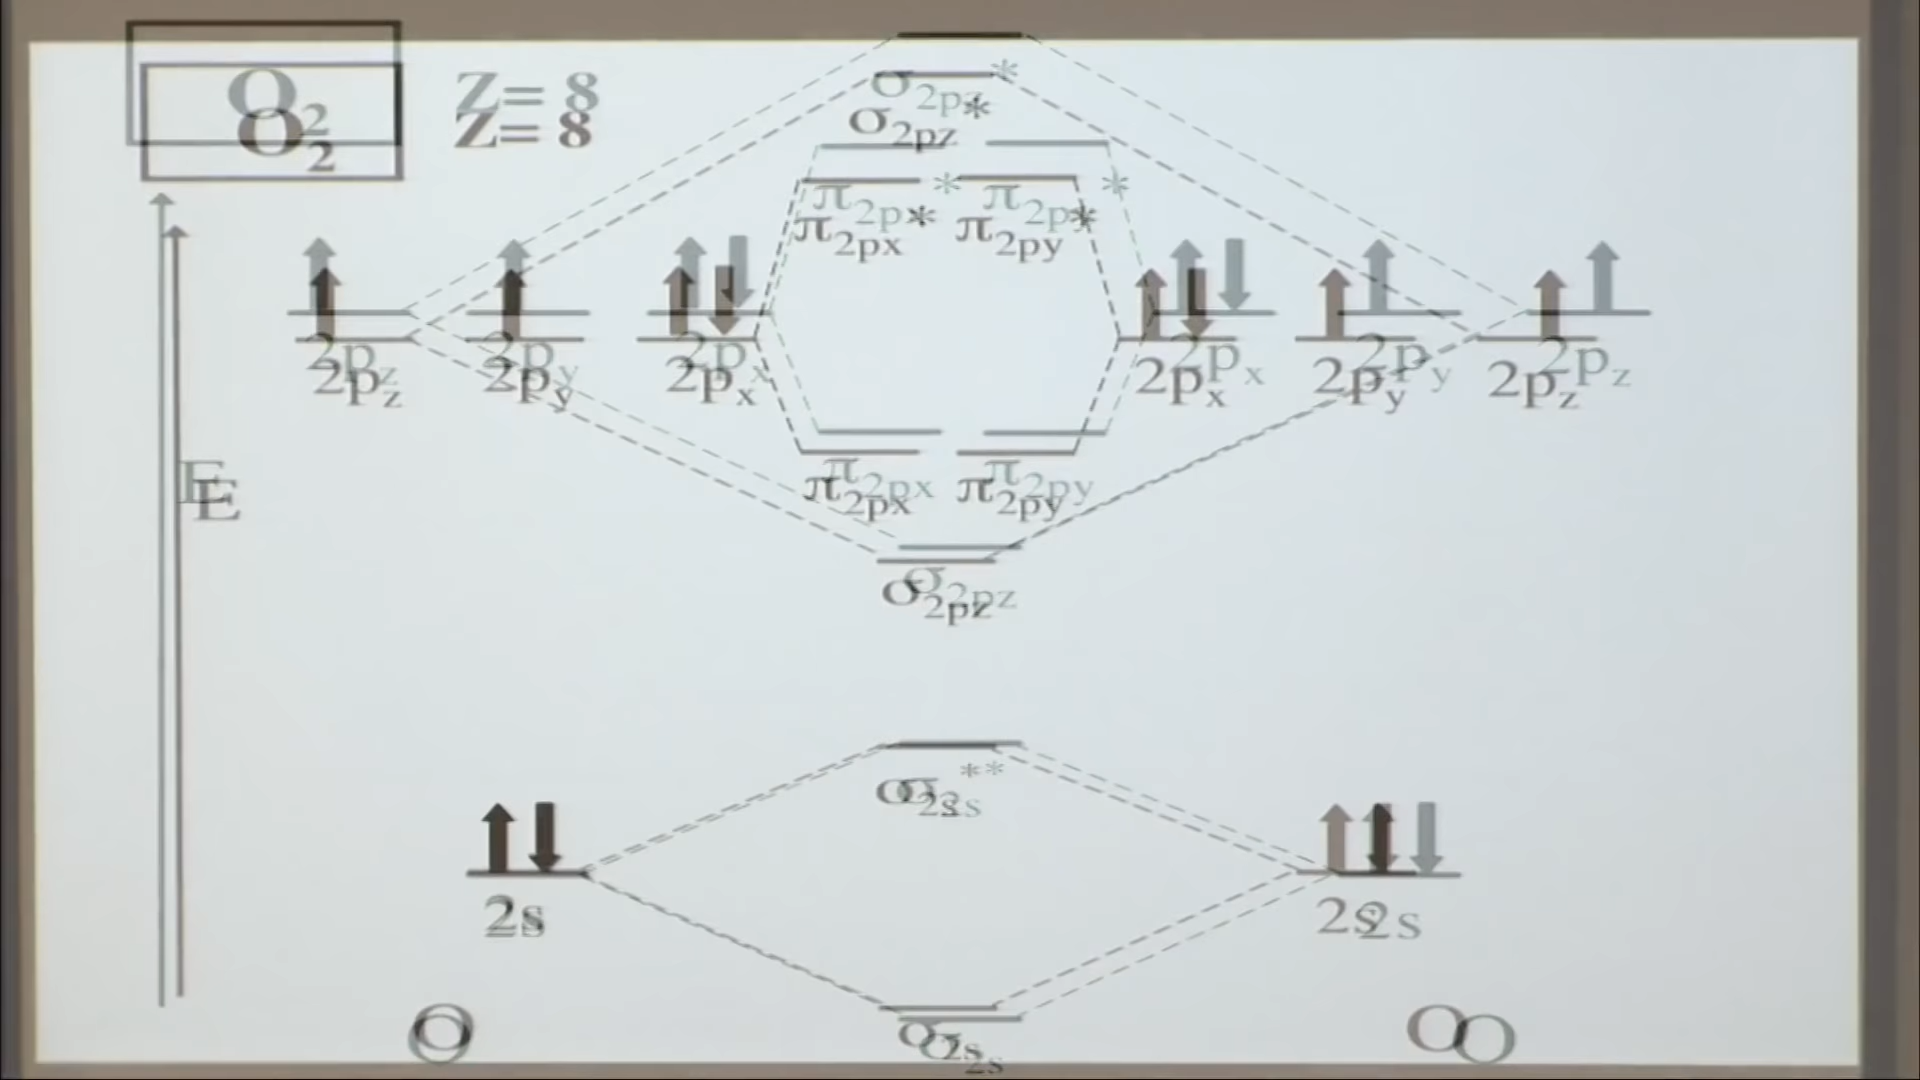 O₂ Z= 8
σ₂pz*
π₂px* π₂py*
2pz 2py 2px 2px 2py 2pz
E
π₂px π₂py
σ₂pz
σ₂s*
2s 2s
O O
σ₂s